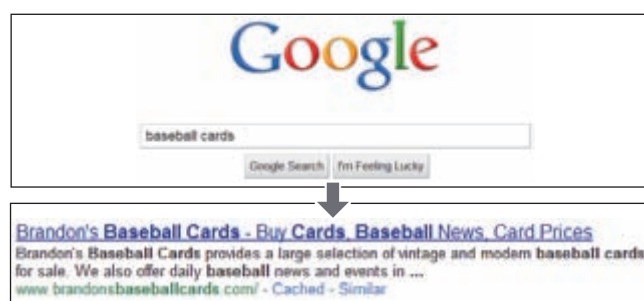 Google
baseball cards
Google Search I'm Feeling Lucky
Brandon's Baseball Cards - Buy Cards, Baseball News, Card Prices
Brandon's Baseball Cards provides a large selection of vintage and modern baseball cards
for sale. We also offer daily baseball news and events in ...
www.brandonsbaseballcards.com/ - Cached - Similar